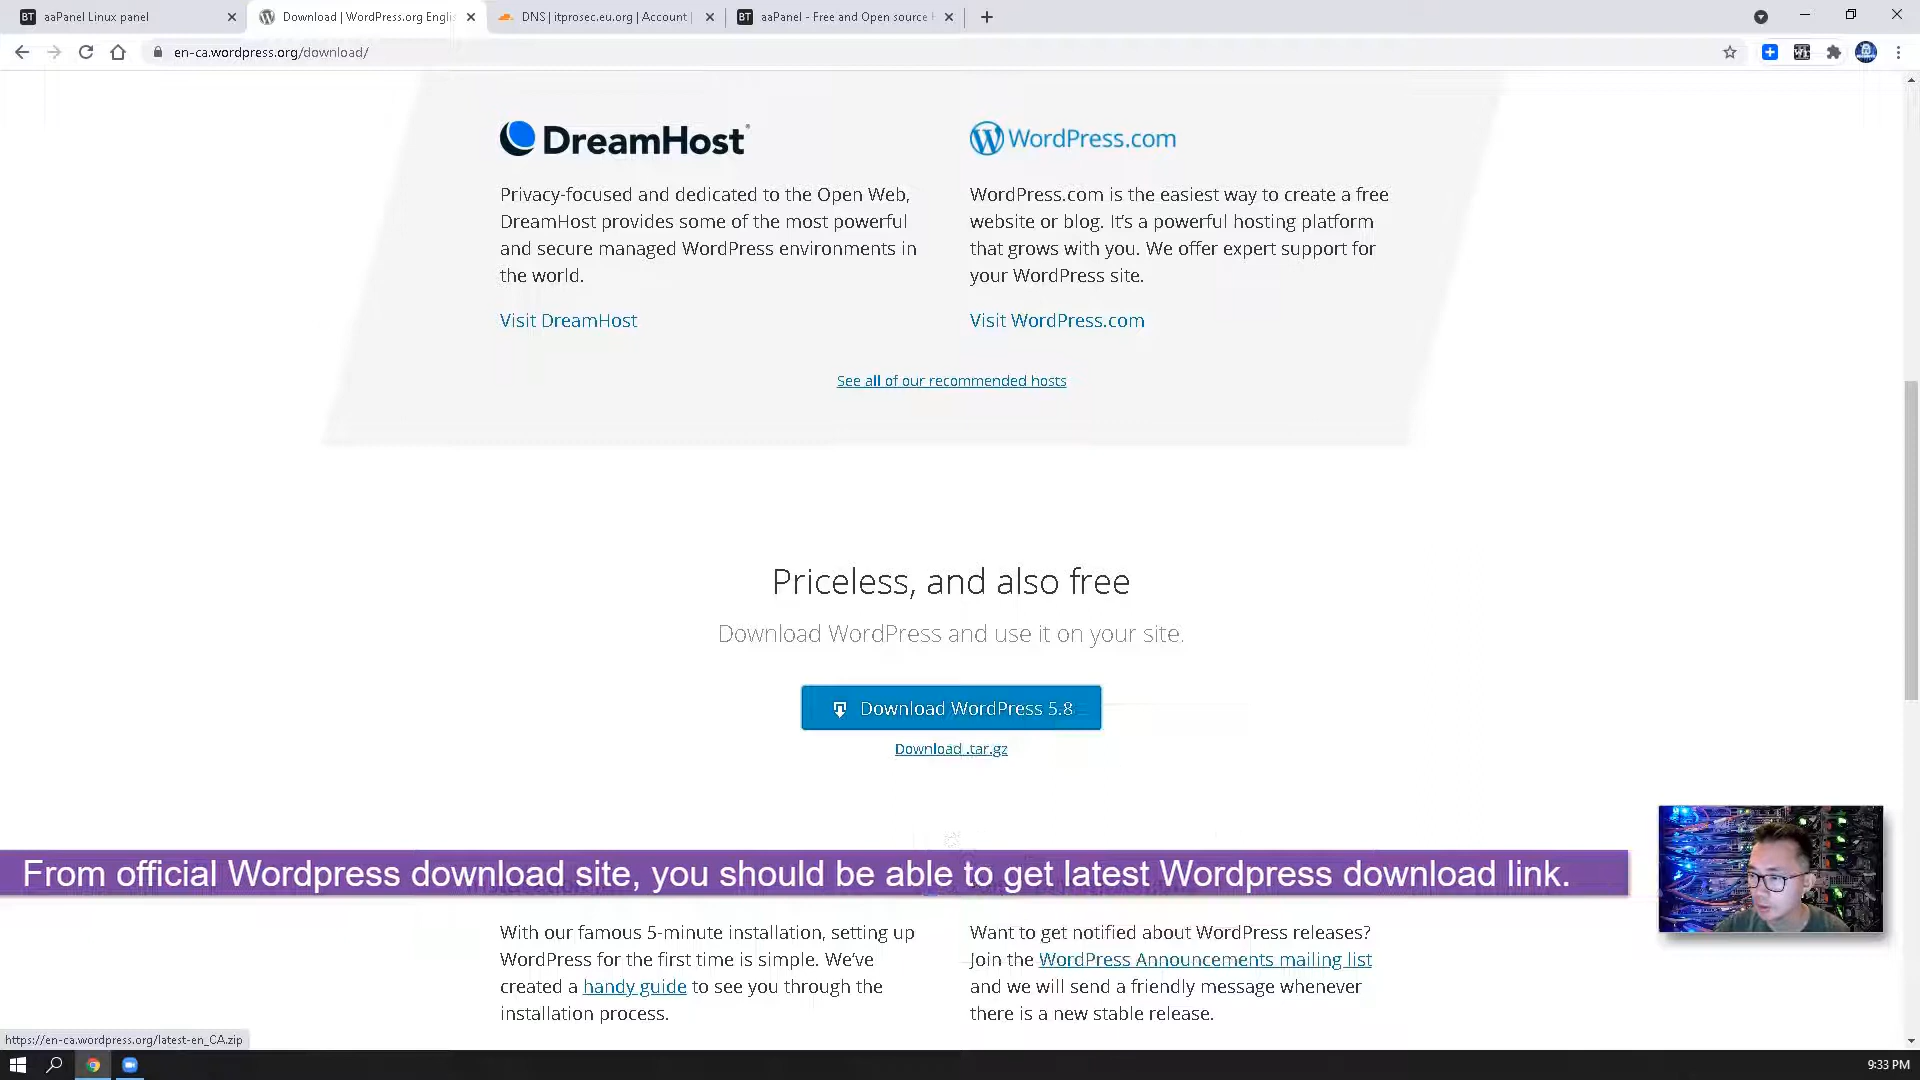 aaPanel Linux panel
Download | WordPress.org Englis
DNS | itprosec.eu.org | Account |
aaPanel - Free and Open source
en-ca.wordpress.org/download/
DreamHost
WordPress.com
Privacy-focused and dedicated to the Open Web,
DreamHost provides some of the most powerful
and secure managed WordPress environments in
the world.
Visit DreamHost
WordPress.com is the easiest way to create a free
website or blog. It’s a powerful hosting platform
that grows with you. We offer expert support for
your WordPress site.
Visit WordPress.com
See all of our recommended hosts
Priceless, and also free
Download WordPress and use it on your site.
Download WordPress 5.8
Download .tar.gz
From official Wordpress download site, you should be able to get latest Wordpress download link.
With our famous 5-minute installation, setting up
WordPress for the first time is simple. We’ve
created a handy guide to see you through the
installation process.
Want to get notified about WordPress releases?
Join the WordPress Announcements mailing list
and we will send a friendly message whenever
there is a new stable release.
https://en-ca.wordpress.org/latest-en_CA.zip
9:33 PM